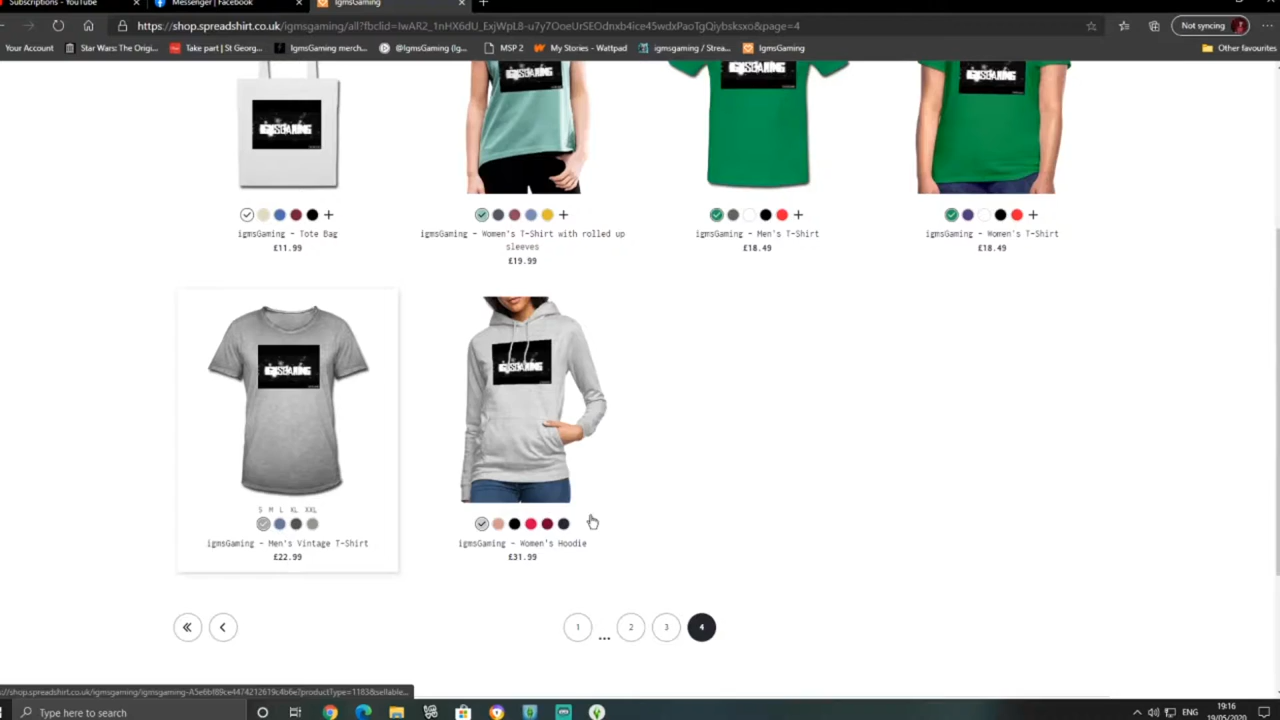 Subscriptions - YouTube
Messenger | Facebook
IgmsGaming
https://shop.spreadshirt.co.uk/igmsgaming/all?fbclid=IwAR2_1nHX6dU_ExjWpLB-u7y7OoeUrSEOdnxb4ice45wdxPaoTgQiybsksxo&page=4
Not syncing
Your Account
Star Wars: The Origi...
Take part | St Georg...
IgmsGaming merch...
@IgmsGaming (Ig...
MSP 2
My Stories - Wattpad
igmsgaming / Strea...
IgmsGaming
Other favourites
igmsGaming - Tote Bag
£11.99
igmsGaming - Women's T-Shirt with rolled up
sleeves
£19.99
igmsGaming - Men's T-Shirt
£18.49
igmsGaming - Women's T-Shirt
£18.49
S M L XL XXL
igmsGaming - Men's Vintage T-Shirt
£22.99
igmsGaming - Women's Hoodie
£31.99
1
...
2
3
4
Type here to search
ENG
19:16
19/05/2020